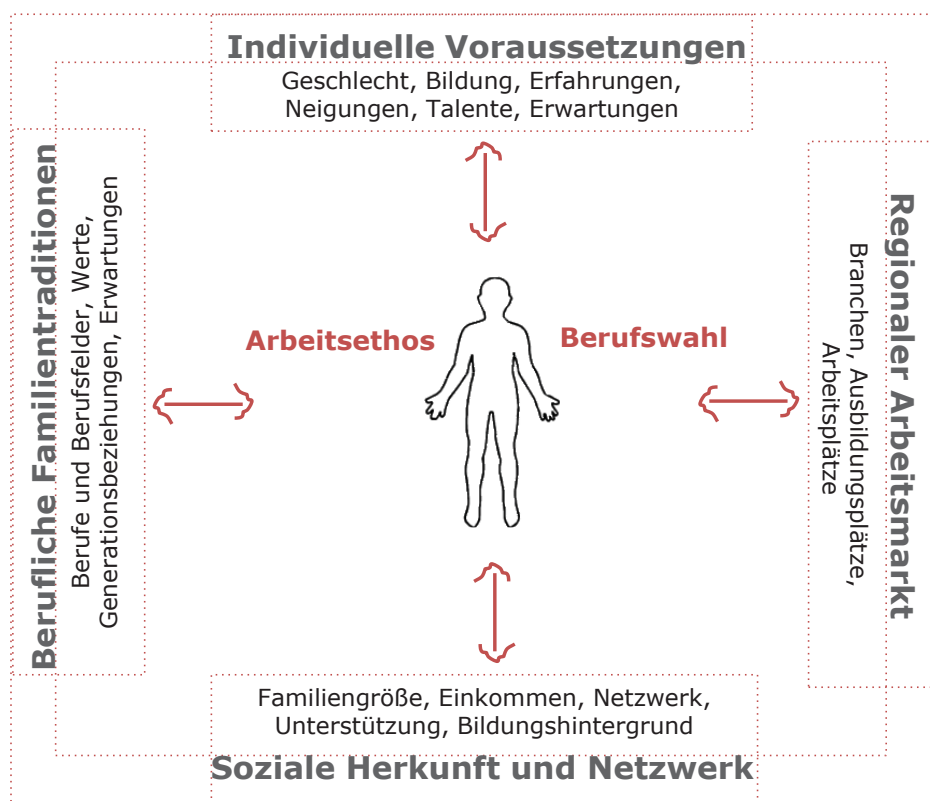 Individuelle Voraussetzungen
Geschlecht, Bildung, Erfahrungen,
Neigungen, Talente, Erwartungen
Berufliche Familientraditionen
Berufe und Berufsfelder, Werte,
Generationsbeziehungen, Erwartungen
Arbeitsethos
Berufswahl
Regionaler Arbeitsmarkt
Branchen, Ausbildungsplätze,
Arbeitsplätze
Familiengröße, Einkommen, Netzwerk,
Unterstützung, Bildungshintergrund
Soziale Herkunft und Netzwerk